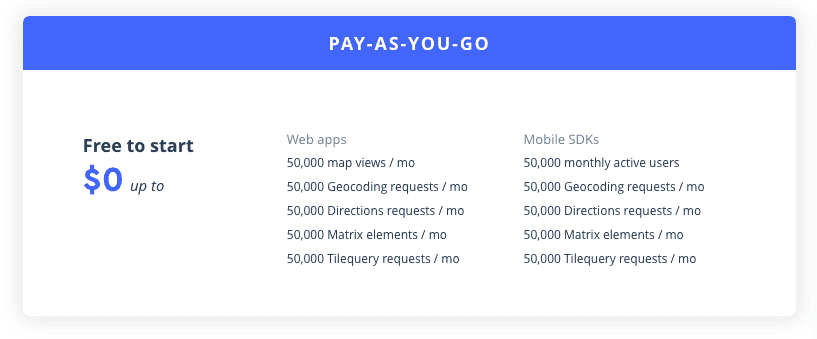 PAY-AS-YOU-GO
Free to start
$0 up to
Web apps
50,000 map views / mo
50,000 Geocoding requests / mo
50,000 Directions requests / mo
50,000 Matrix elements / mo
50,000 Tilequery requests / mo
Mobile SDKs
50,000 monthly active users
50,000 Geocoding requests / mo
50,000 Directions requests / mo
50,000 Matrix elements / mo
50,000 Tilequery requests / mo